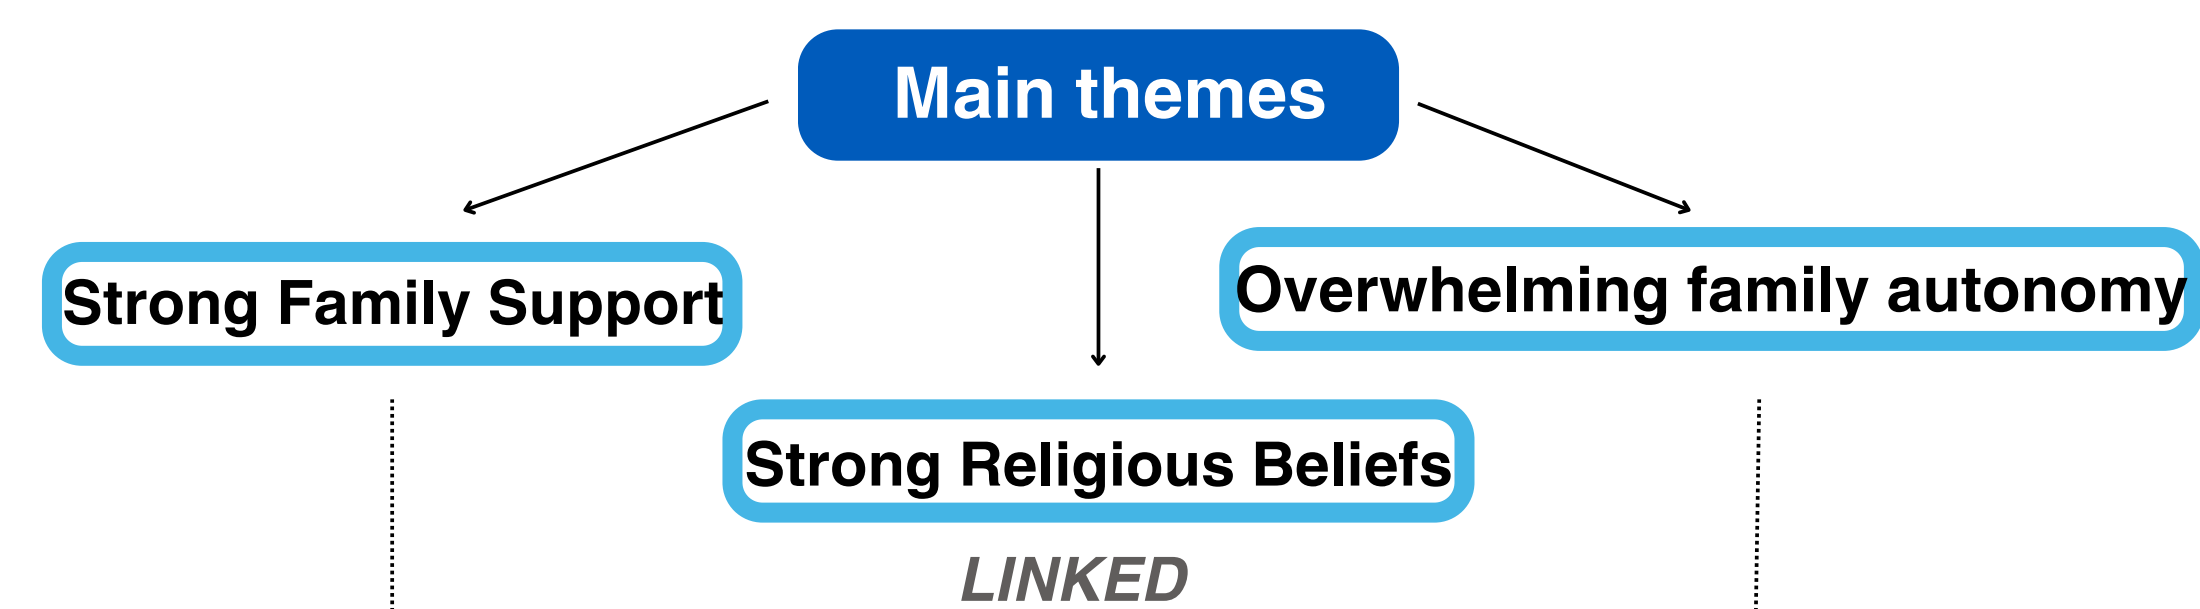 Main themes
Strong Family Support
Overwhelming family autonomy
Strong Religious Beliefs
LINKED